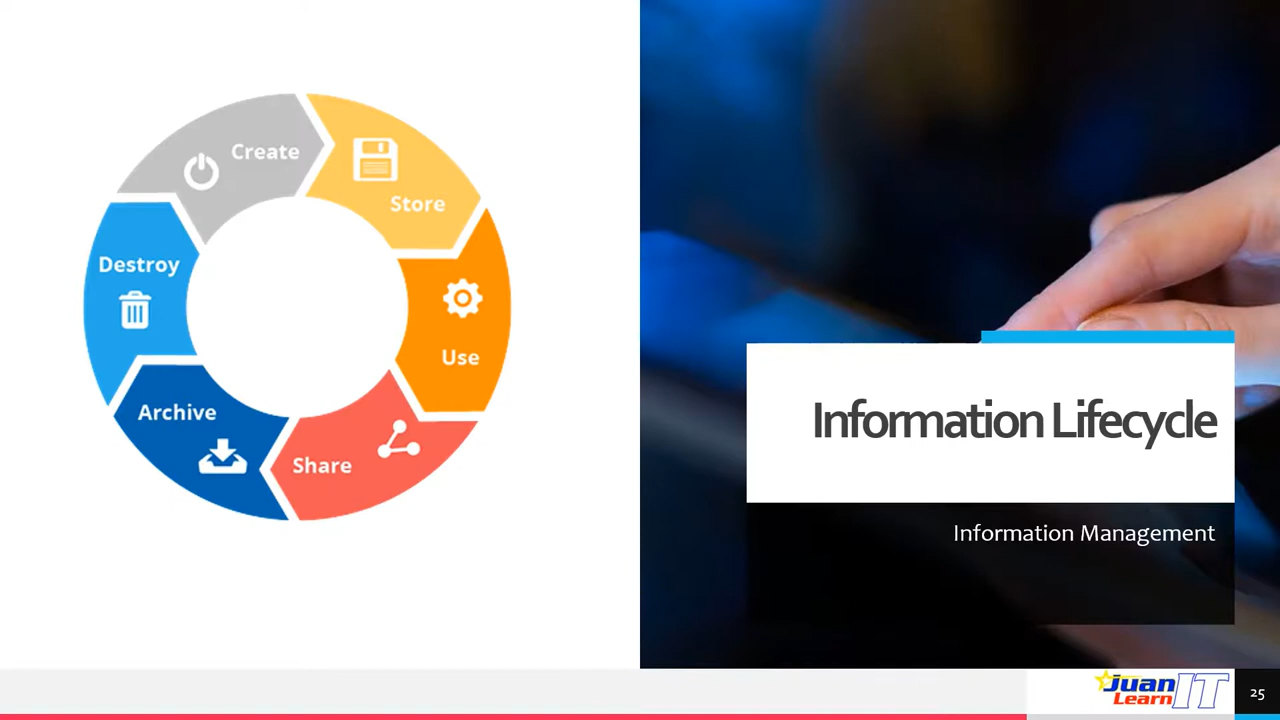 Create
Store
Use
Share
Archive
Destroy
Information Lifecycle
Information Management
Juan
Learn IT
25